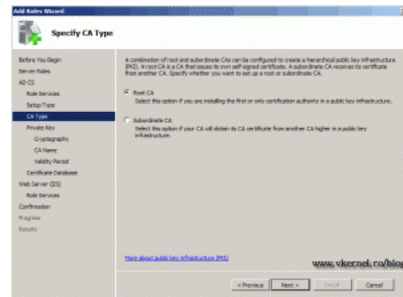 Add Roles Wizard
Specify CA Type
Before You Begin
Server Roles
AD CS
Role Services
Setup Type
CA Type
Private Key
Cryptography
CA Name
Validity Period
Certificate Database
Web Server (IIS)
Role Services
Confirmation
Progress
Results
A combination of root and subordinate CAs can be configured to create a hierarchical public key infrastructure
(PKI). A root CA is a CA that issues its own self-signed certificate. A subordinate CA receives its certificate
from another CA. Specify whether you want to set up a root or subordinate CA.
Root CA
Select this option if you are installing the first or only certification authority in a public key infrastructure.
Subordinate CA
Select this option if your CA will obtain its CA certificate from another CA higher in a public key
infrastructure.
More about public key infrastructure (PKI)
www.vkernel.ro/blog
< Previous
Next >
Install
Cancel